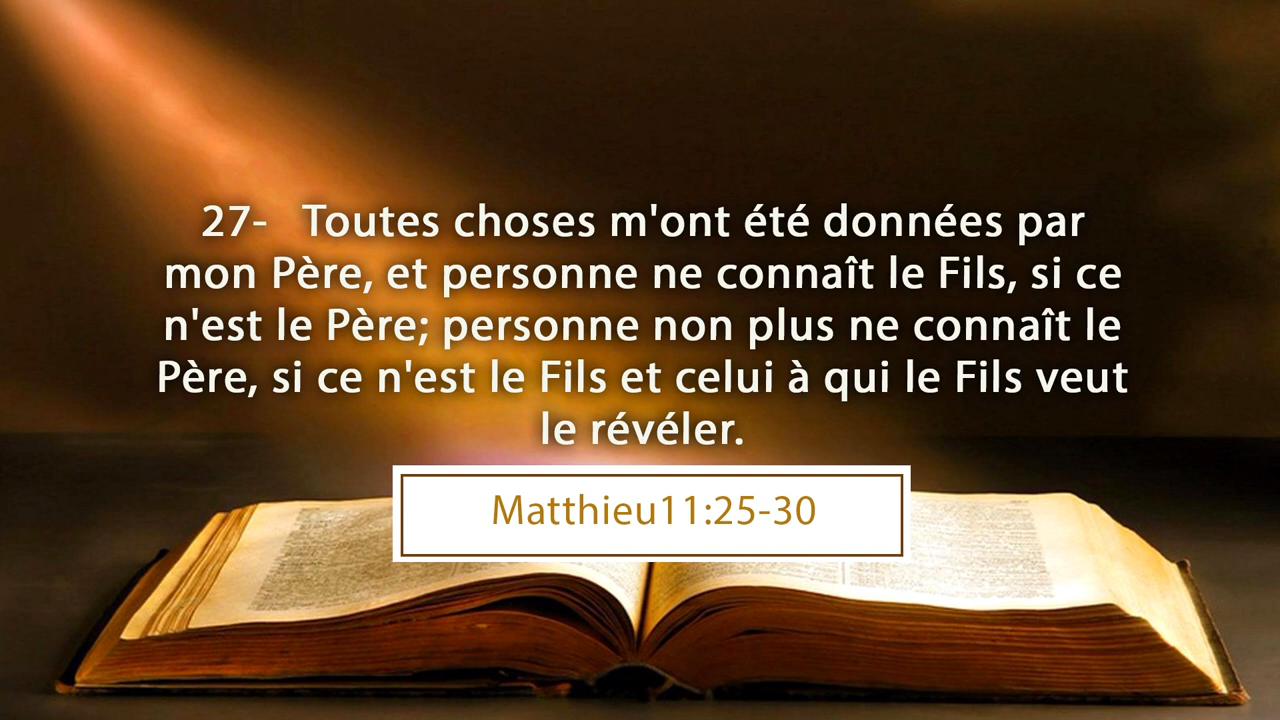 27- Toutes choses m'ont été données par
mon Père, et personne ne connaît le Fils, si ce
n'est le Père; personne non plus ne connaît le
Père, si ce n'est le Fils et celui à qui le Fils veut
le révéler.
Matthieu11:25-30